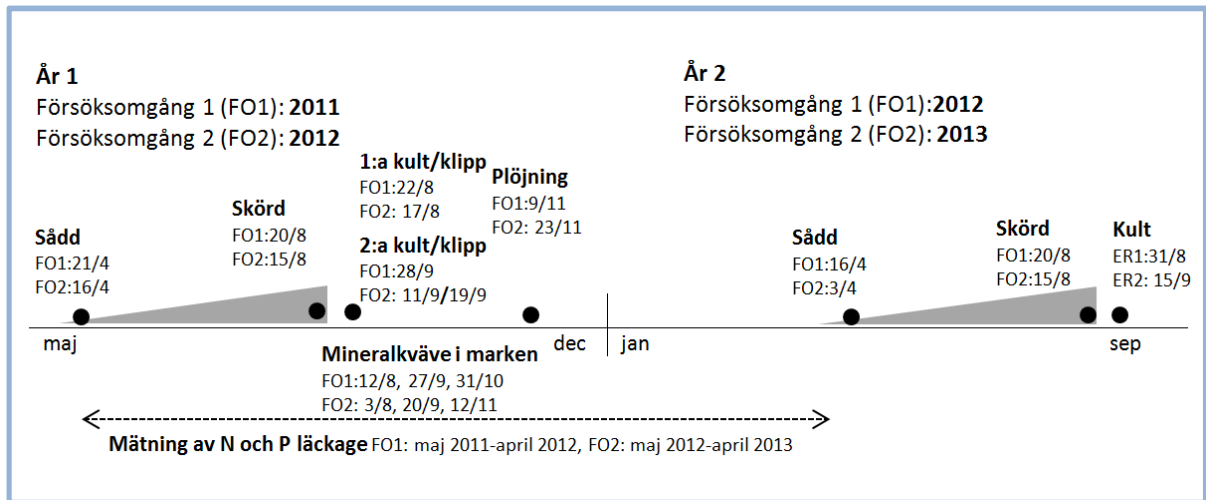 År 1
Försöksomgång 1 (FO1): 2011
Försöksomgång 2 (FO2): 2012
År 2
Försöksomgång 1 (FO1):2012
Försöksomgång 2 (FO2): 2013
Sådd
FO1:21/4
FO2:16/4
Skörd
FO1:20/8
FO2:15/8
1:a kult/klipp
FO1:22/8
FO2: 17/8
2:a kult/klipp
FO1:28/9
FO2: 11/9/19/9
Plöjning
FO1:9/11
FO2: 23/11
Sådd
FO1:16/4
FO2:3/4
Skörd
FO1:20/8
FO2:15/8
Kult
ER1:31/8
ER2: 15/9
maj
dec
jan
sep
Mineralkväve i marken
FO1:12/8, 27/9, 31/10
FO2: 3/8, 20/9, 12/11
Mätning av N och P läckage FO1: maj 2011-april 2012, FO2: maj 2012-april 2013